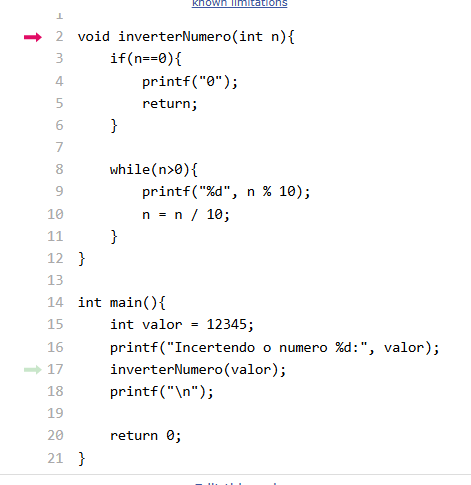 known limitations
1
2 void inverterNumero(int n){
3     if(n==0){
4         printf("0");
5         return;
6     }
7
8     while(n>0){
9         printf("%d", n % 10);
10         n = n / 10;
11     }
12 }
13
14 int main(){
15     int valor = 12345;
16     printf("Incertendo o numero %d:", valor);
17     inverterNumero(valor);
18     printf("\n");
19
20     return 0;
21 }